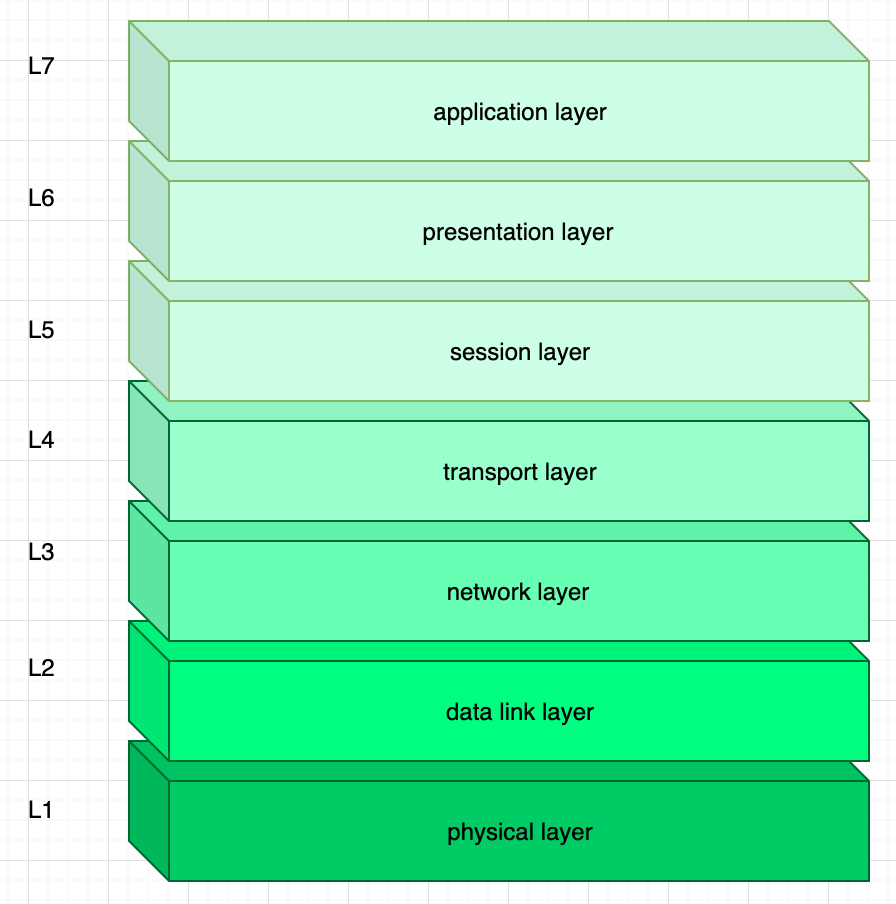 L7
application layer
L6
presentation layer
L5
session layer
L4
transport layer
L3
network layer
L2
data link layer
L1
physical layer